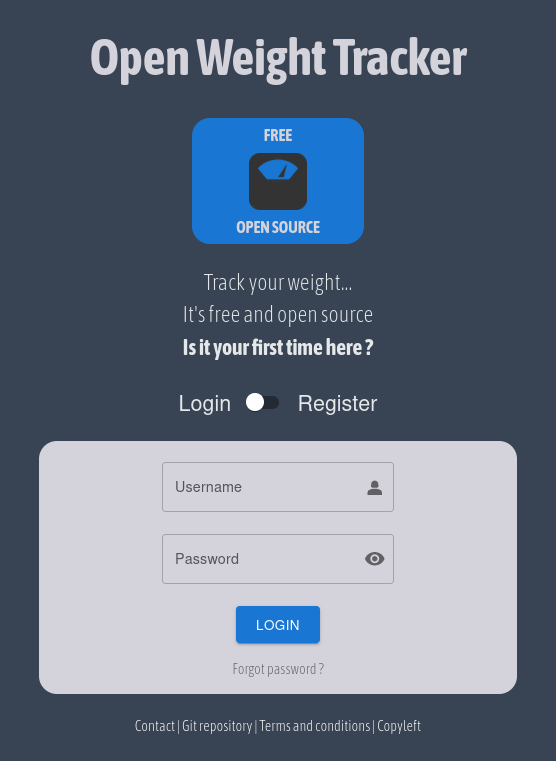 Open Weight Tracker
FREE
OPEN SOURCE
Track your weight...
It's free and open source
Is it your first time here ?
Login Register
Username
Password
LOGIN
Forgot password ?
Contact | Git repository | Terms and conditions | Copyleft